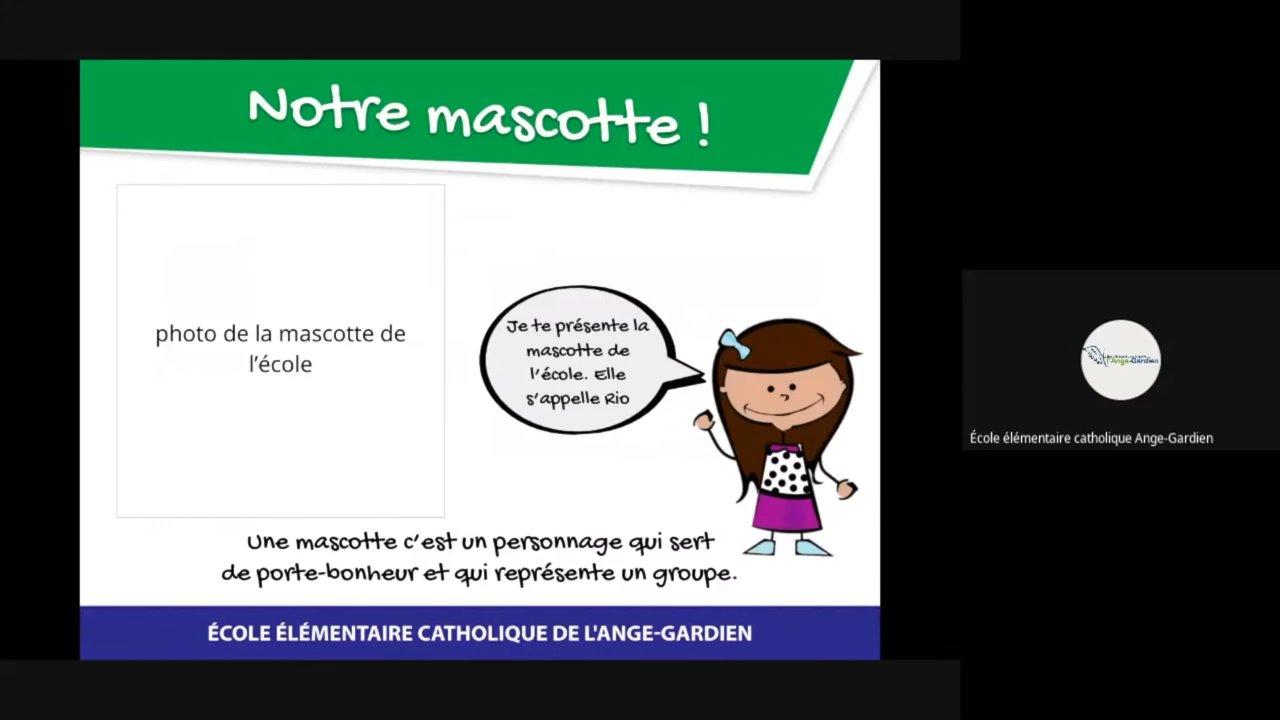 Notre mascotte !
photo de la mascotte de
l'école
Je te présente la
mascotte de
l'école. Elle
s'appelle Rio
Une mascotte c'est un personnage qui sert
de porte-bonheur et qui représente un groupe.
ÉCOLE ÉLÉMENTAIRE CATHOLIQUE DE L'ANGE-GARDIEN
l'Ange-Gardien
École élémentaire catholique Ange-Gardien